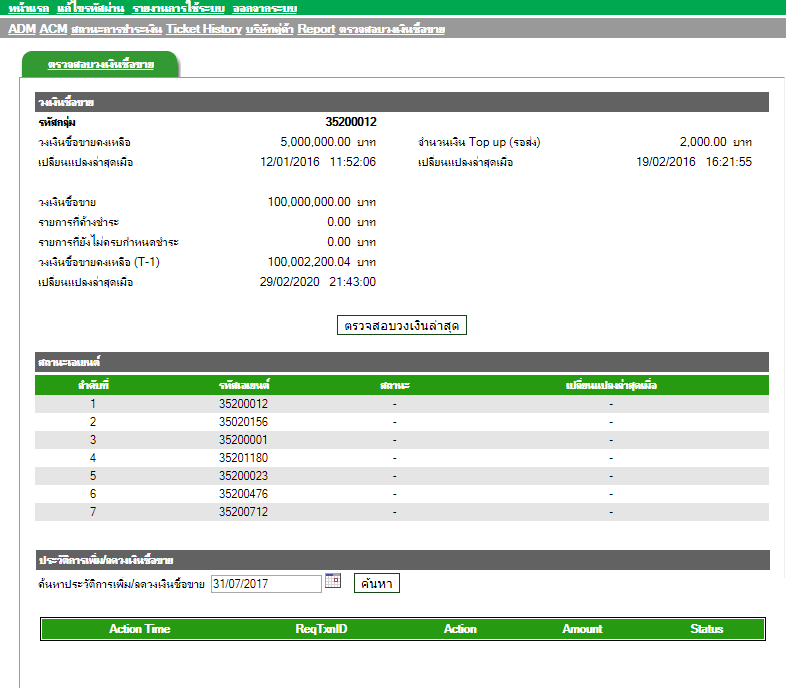 หน้าแรก แก้ไขรหัสผ่าน รายงานการใช้ระบบ ออกจากระบบ
ADM ACM สถานะการชำระเงิน Ticket History บริษัทคู่ค้า Report ตรวจสอบวงเงินซื้อขาย
ตรวจสอบวงเงินซื้อขาย
วงเงินซื้อขาย
รหัสกลุ่ม 35200012
วงเงินซื้อขายคงเหลือ 5,000,000.00 บาท จำนวนเงิน Top up (รอส่ง) 2,000.00 บาท
เปลี่ยนแปลงล่าสุดเมื่อ 12/01/2016 11:52:06 เปลี่ยนแปลงล่าสุดเมื่อ 19/02/2016 16:21:55
วงเงินซื้อขาย 100,000,000.00 บาท
รายการที่ค้างชำระ 0.00 บาท
รายการที่ยังไม่ครบกำหนดชำระ 0.00 บาท
วงเงินซื้อขายคงเหลือ (T-1) 100,002,200.04 บาท
เปลี่ยนแปลงล่าสุดเมื่อ 29/02/2020 21:43:00
ตรวจสอบวงเงินล่าสุด
สถานะเอเยนต์
ลำดับที่ รหัสเอเยนต์ สถานะ เปลี่ยนแปลงล่าสุดเมื่อ
1 35200012 - -
2 35020156 - -
3 35200001 - -
4 35201180 - -
5 35200023 - -
6 35200476 - -
7 35200712 - -
ประวัติการเพิ่ม/ลดวงเงินซื้อขาย
ค้นหาประวัติการเพิ่ม/ลดวงเงินซื้อขาย 31/07/2017 ค้นหา
Action Time ReqTxnID Action Amount Status